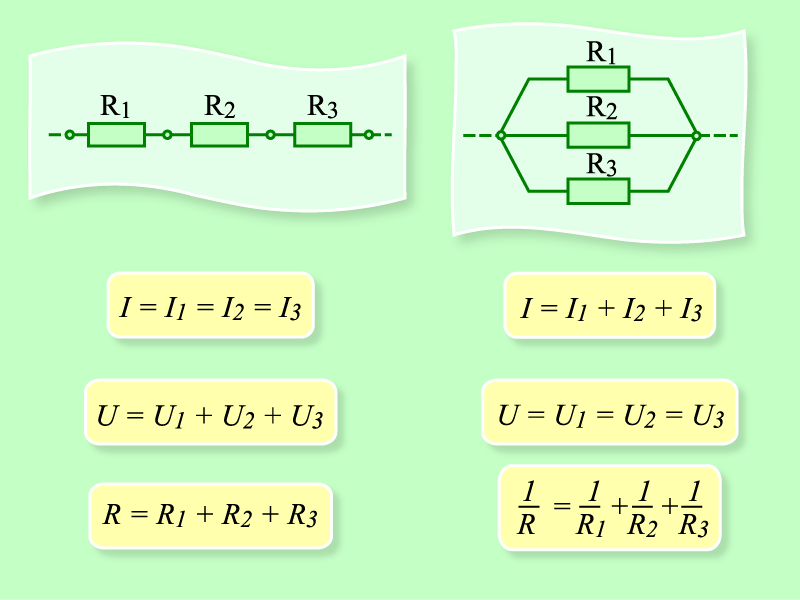 R1 R2 R3
I = I1 = I2 = I3
U = U1 + U2 + U3
R = R1 + R2 + R3
R1
R2
R3
I = I1 + I2 + I3
U = U1 = U2 = U3
1/R = 1/R1 + 1/R2 + 1/R3